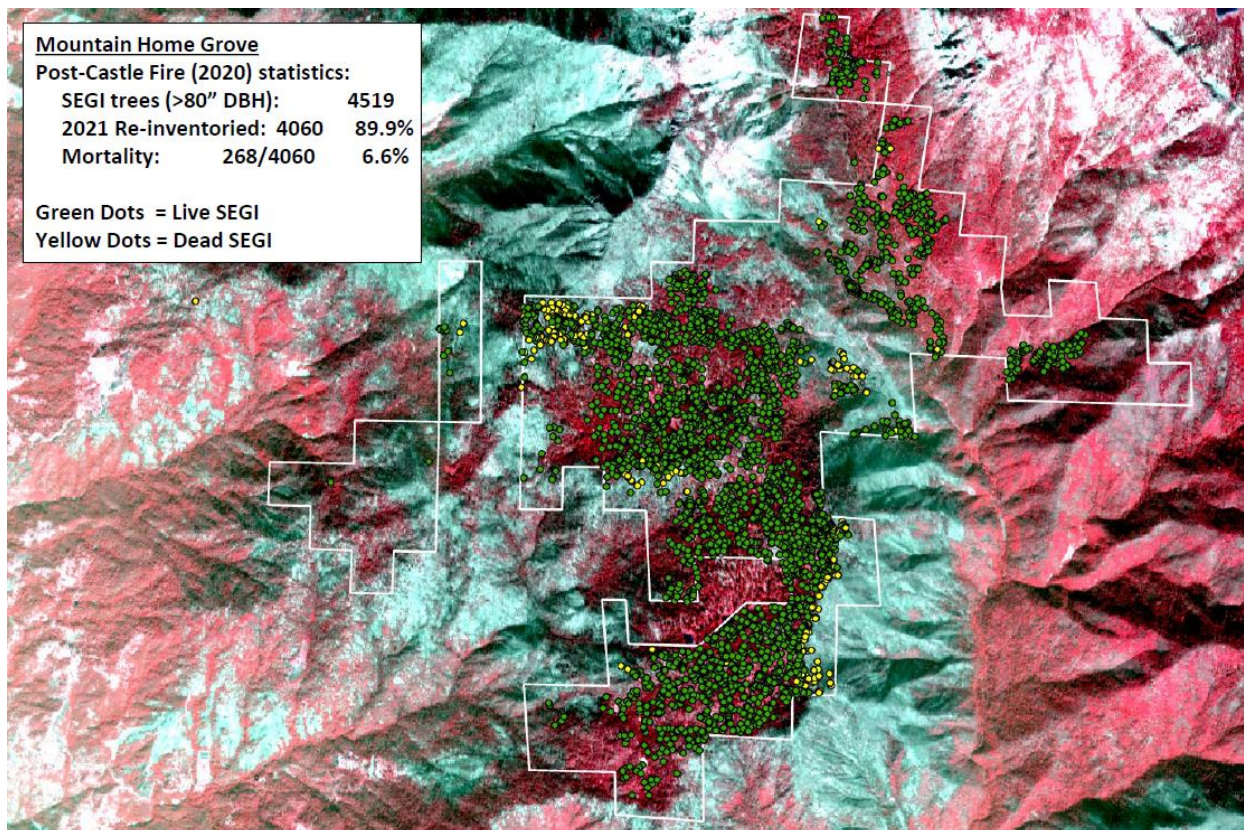 Mountain Home Grove
Post-Castle Fire (2020) statistics:
SEGI trees (>80” DBH): 4519
2021 Re-inventoried: 4060 89.9%
Mortality: 268/4060 6.6%
Green Dots = Live SEGI
Yellow Dots = Dead SEGI